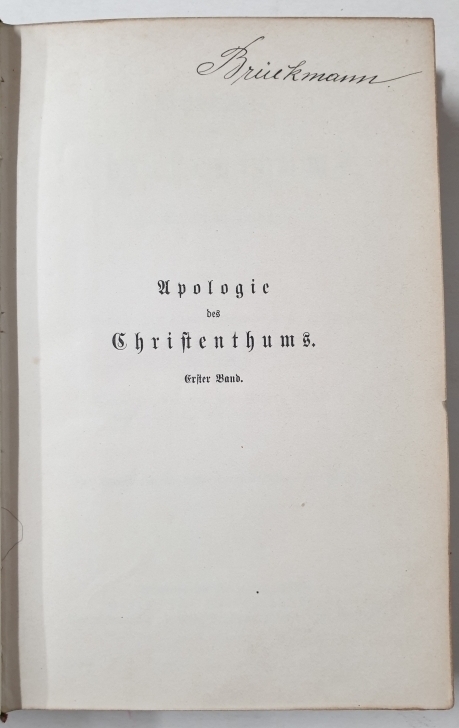 Brückmann
Apologie
des
Christenthums.
Erster Band.